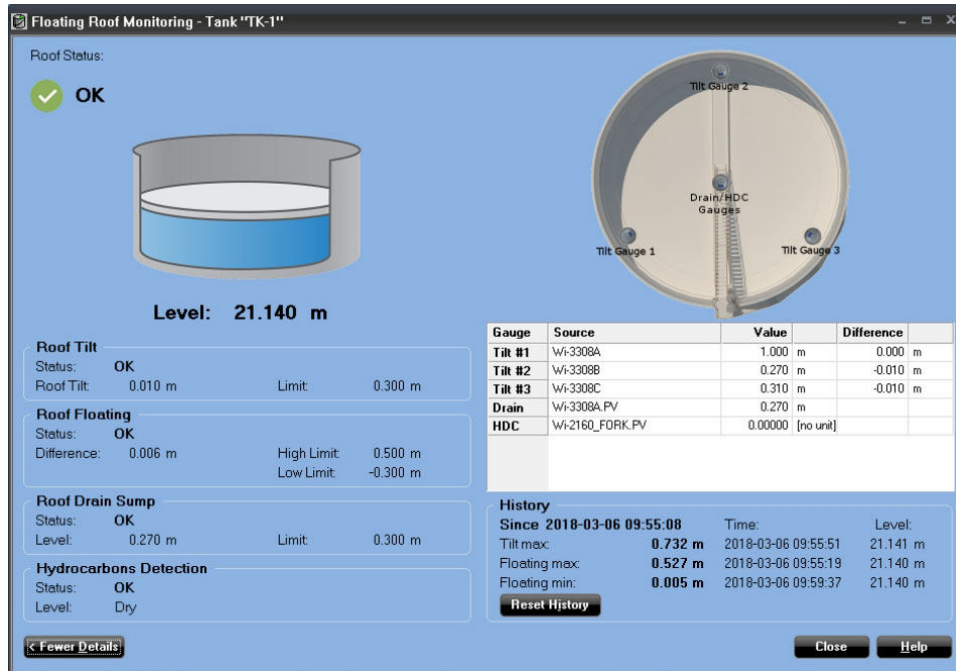 Floating Roof Monitoring - Tank "TK-1"
Roof Status:
OK
Level: 21.140 m
Roof Tilt
Status: OK
Roof Tilt: 0.010 m Limit: 0.300 m
Roof Floating
Status: OK
Difference: 0.006 m High Limit: 0.500 m
Low Limit: -0.300 m
Roof Drain Sump
Status: OK
Level: 0.270 m Limit: 0.300 m
Hydrocarbons Detection
Status: OK
Level: Dry
< Fewer Details
Tilt Gauge 2
Drain/HDC
Gauges
Tilt Gauge 1
Tilt Gauge 3
Gauge Source Value Difference
Tilt #1 Wi-3308A 1.000 m 0.000 m
Tilt #2 Wi-3308B 0.270 m -0.010 m
Tilt #3 Wi-3308C 0.310 m -0.010 m
Drain Wi-3308A.PV 0.270 m
HDC Wi-2160_FORK.PV 0.00000 [no unit]
History
Since 2018-03-06 09:55:08 Time: Level:
Tilt max: 0.732 m 2018-03-06 09:55:51 21.141 m
Floating max: 0.527 m 2018-03-06 09:55:19 21.140 m
Floating min: 0.005 m 2018-03-06 09:59:37 21.140 m
Reset History
Close
Help